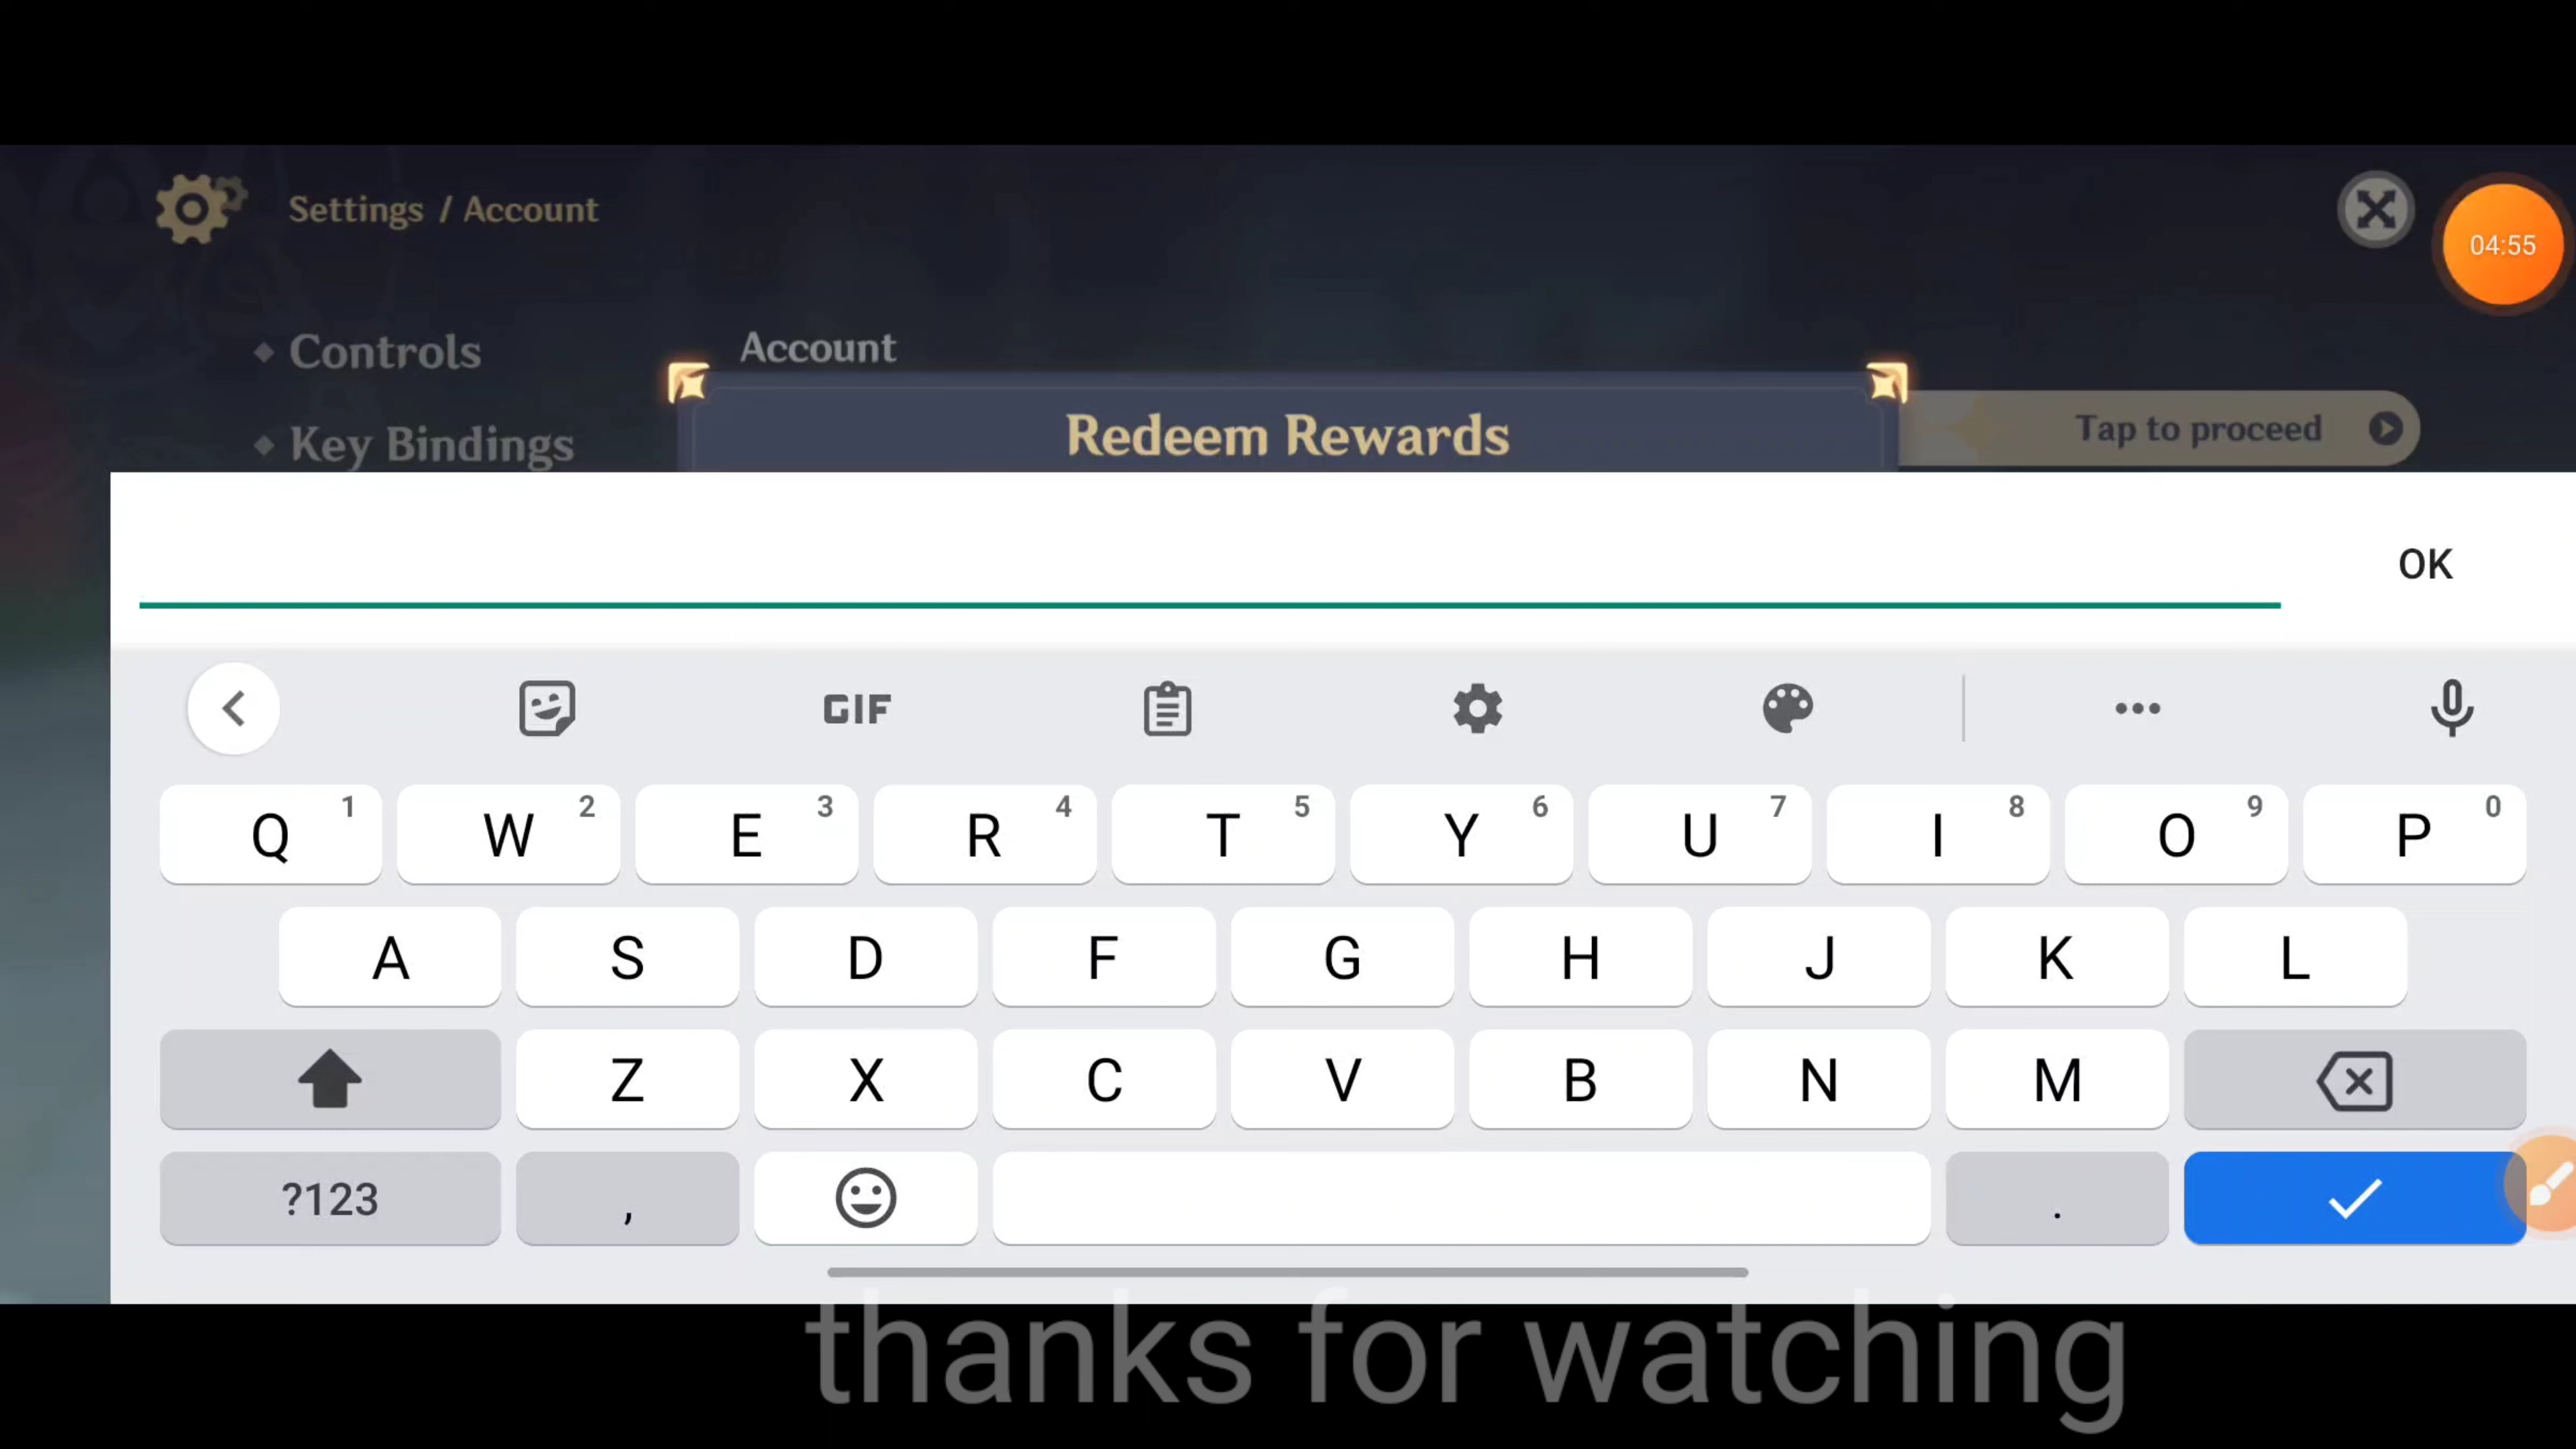 Settings / Account
04:55
Controls
Account
Key Bindings
Redeem Rewards
Tap to proceed
OK
GIF
Q 1 W 2 E 3 R 4 T 5 Y 6 U 7 I 8 O 9 P 0
A S D F G H J K L
Z X C V B N M
?123 , .
thanks for watching